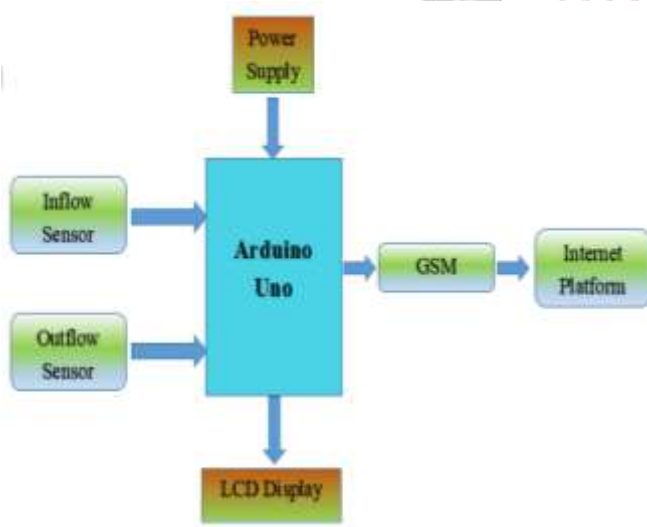 Power
Supply
Inflow
Sensor
Arduino
Uno
GSM
Internet
Platform
Outflow
Sensor
LCD Display